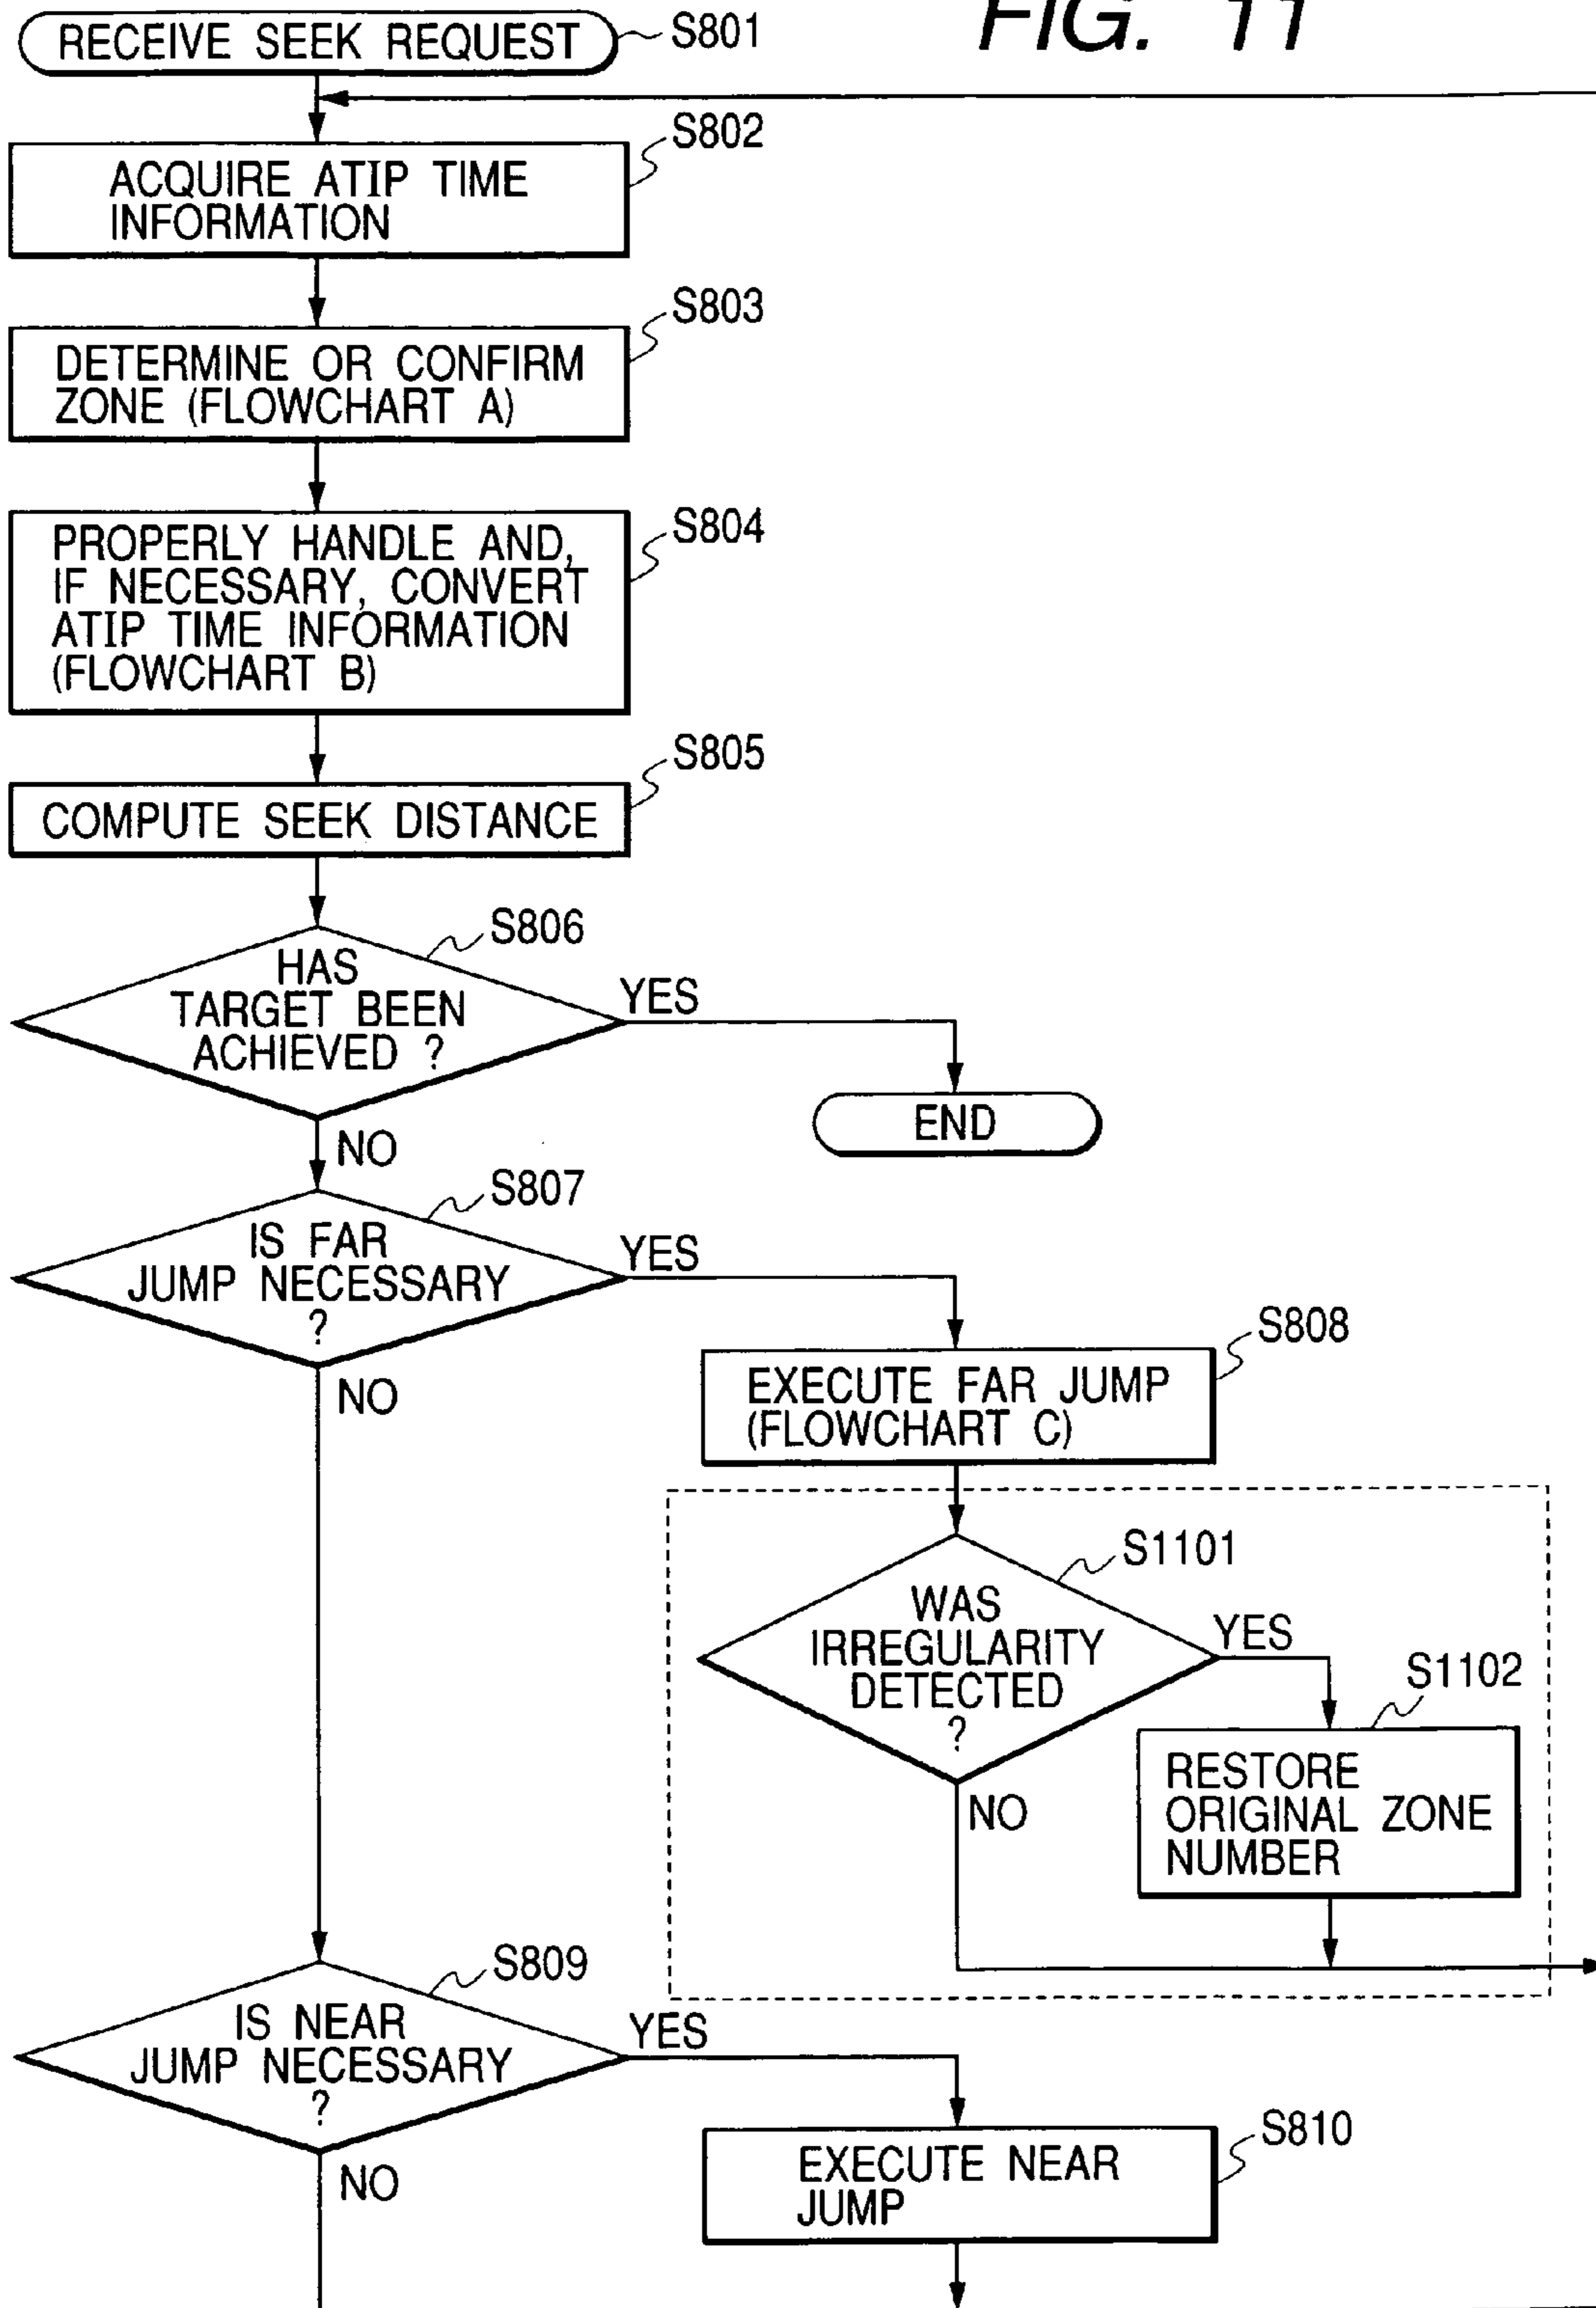 FIG. 11
RECEIVE SEEK REQUEST
S801
S802
ACQUIRE ATIP TIME
INFORMATION
S803
DETERMINE OR CONFIRM
ZONE (FLOWCHART A)
S804
PROPERLY HANDLE AND,
IF NECESSARY, CONVERT
ATIP TIME INFORMATION
(FLOWCHART B)
S805
COMPUTE SEEK DISTANCE
S806
HAS
TARGET BEEN
ACHIEVED ?
YES
END
NO
S807
IS FAR
JUMP NECESSARY
?
YES
NO
S808
EXECUTE FAR JUMP
(FLOWCHART C)
S1101
WAS
IRREGULARITY
DETECTED
?
YES
NO
S1102
RESTORE
ORIGINAL ZONE
NUMBER
S809
IS NEAR
JUMP NECESSARY
?
YES
NO
S810
EXECUTE NEAR
JUMP